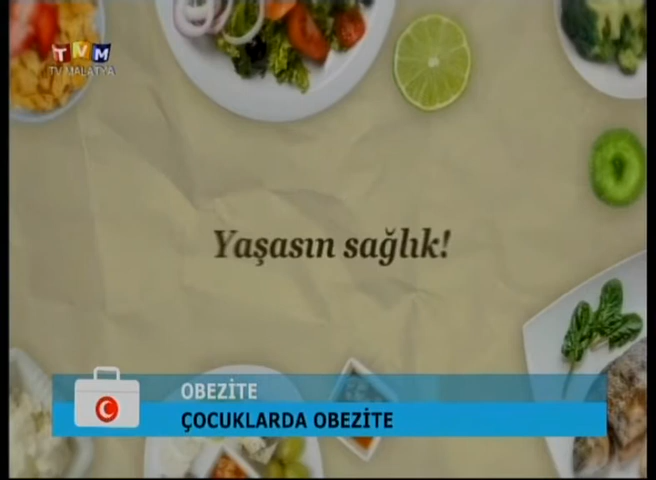 TVM
TV MALATYA
Yaşasın sağlık!
OBEZİTE
ÇOCUKLARDA OBEZİTE